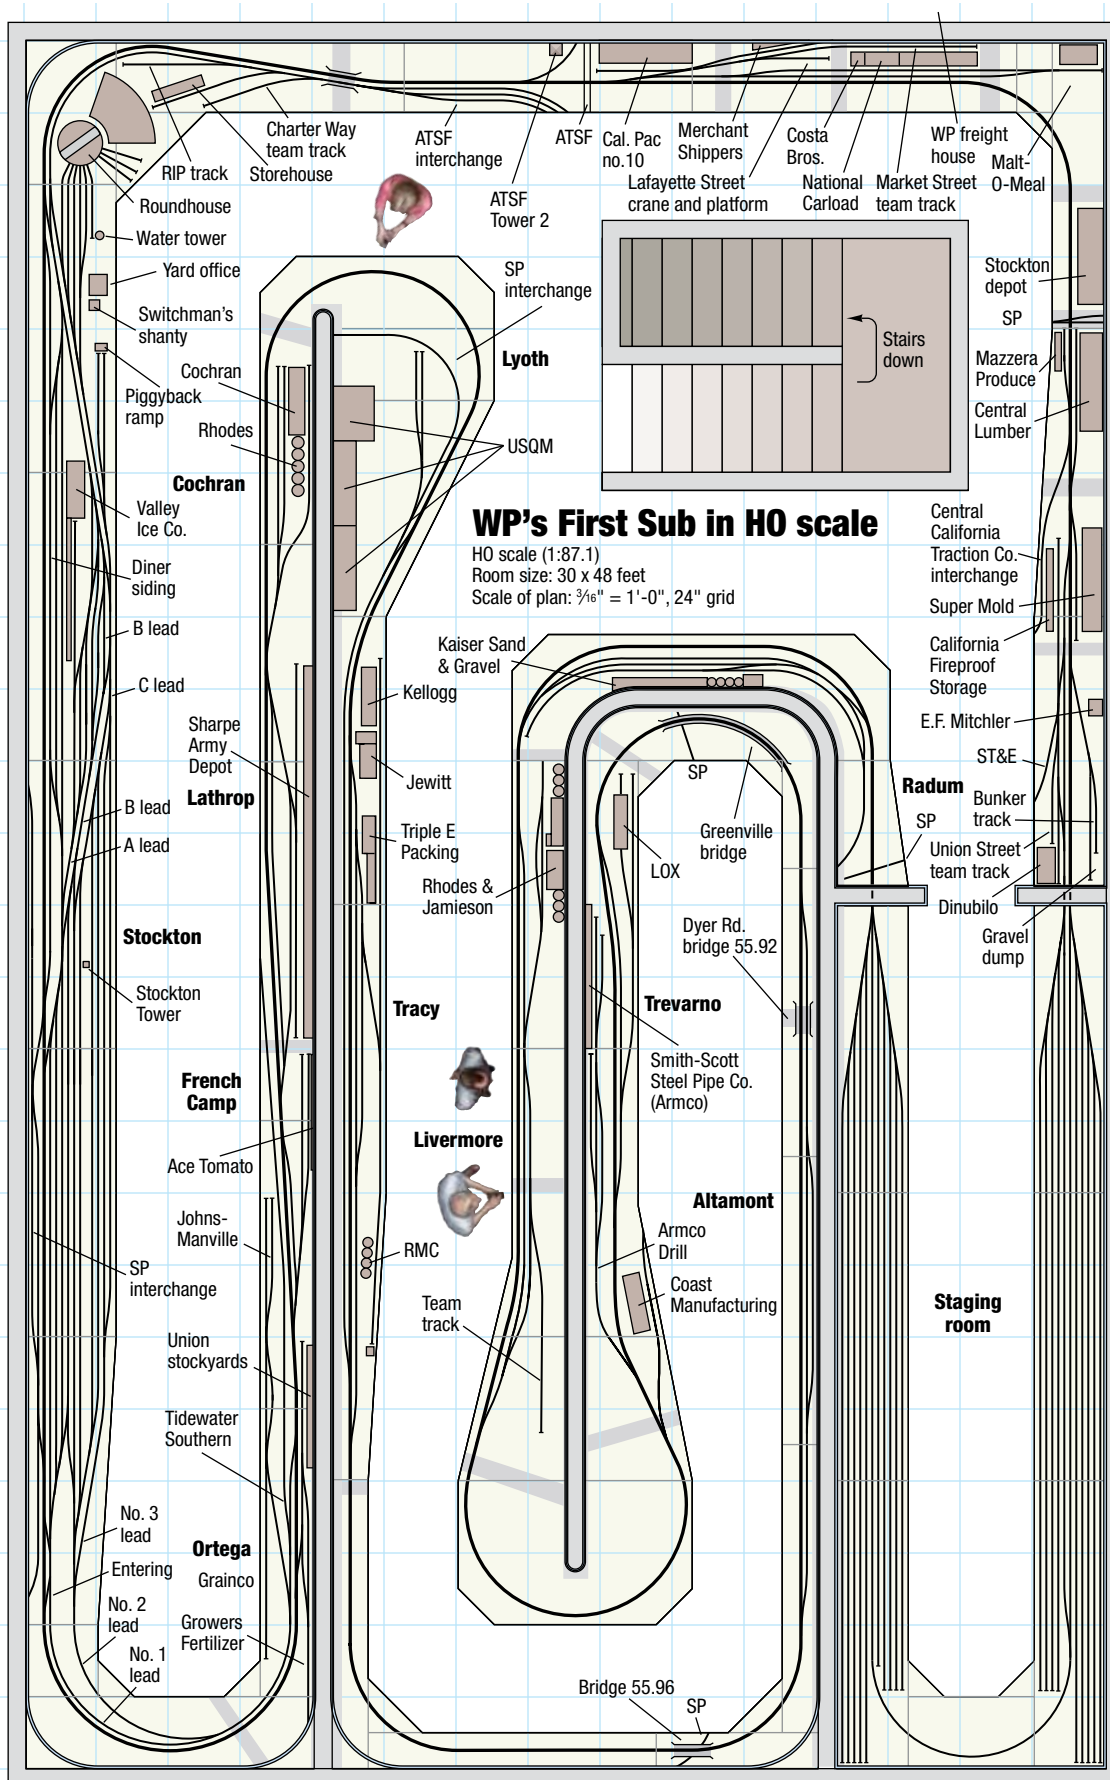 Charter Way
team track
RIP track
Storehouse
Roundhouse
Water tower
Yard office
Switchman's
shanty
Piggyback
ramp
ATSF
interchange
ATSF
Tower 2
ATSF
Cal. Pac
no.10
Merchant
Shippers
Lafayette Street
crane and platform
Costa
Bros.
National
Carload
Market Street
team track
WP freight
house
Malt-
O-Meal
SP
interchange
Lyoth
Cochran
Rhodes
Cochran
USQM
Stairs
down
Stockton
depot
SP
Mazzera
Produce
Central
Lumber
Valley
Ice Co.
Diner
siding
B lead
C lead
WP's First Sub in HO scale
HO scale (1:87.1)
Room size: 30 x 48 feet
Scale of plan: 3/16" = 1'-0", 24" grid
Central
California
Traction Co.
interchange
Super Mold
California
Fireproof
Storage
E.F. Mitchler
ST&E
Kaiser Sand
& Gravel
Kellogg
Sharpe
Army
Depot
Lathrop
Jewitt
SP
Greenville
bridge
Radum
SP
Bunker
track
Union Street
team track
Dinubilo
Gravel
dump
B lead
A lead
Triple E
Packing
Rhodes &
Jamieson
LOX
Dyer Rd.
bridge 55.92
Stockton
Stockton
Tower
Tracy
Trevarno
Smith-Scott
Steel Pipe Co.
(Armco)
French
Camp
Ace Tomato
Livermore
Altamont
Johns-
Manville
RMC
Armco
Drill
Coast
Manufacturing
SP
interchange
Team
track
Staging
room
Union
stockyards
Tidewater
Southern
No. 3
lead
Ortega
Entering
Grainco
No. 2
lead
Growers
Fertilizer
No. 1
lead
Bridge 55.96
SP